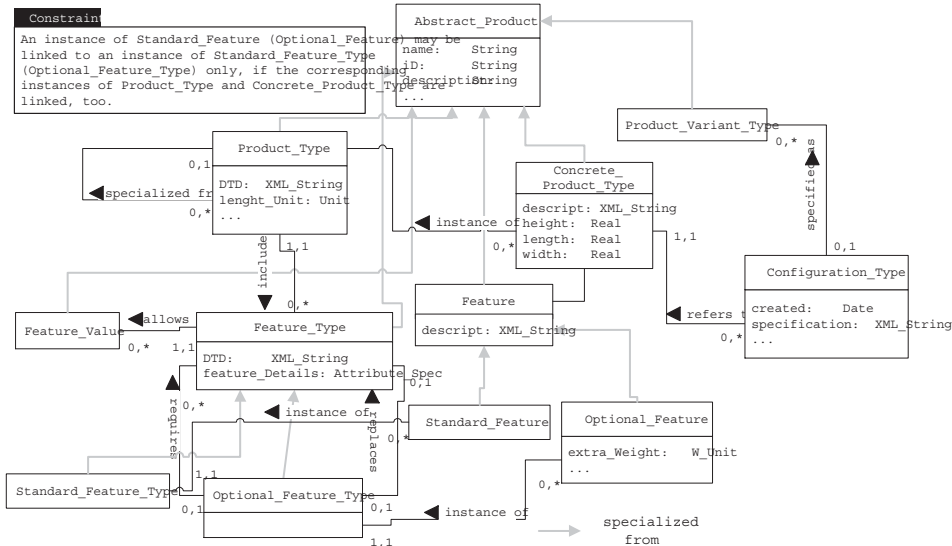 Constraint
An instance of Standard_Feature (Optional_Feature) may be
linked to an instance of Standard_Feature_Type
(Optional_Feature_Type) only, if the corresponding
instances of Product_Type and Concrete_Product_Type are
linked, too.
Abstract_Product
name: String
iD: String
description: String
...
Product_Variant_Type
0,*
specified as
0,1
Product_Type
DTD: XML_String
lenght_Unit: Unit
...
0,1
specialized fr
0,*
Concrete_
Product_Type
descript: XML_String
height: Real
length: Real
width: Real
instance of
0,*
1,1
1,1
include
0,*
Configuration_Type
created: Date
specification: XML_String
...
refers t
0,*
Feature
descript: XML_String
Feature_Value
allows
0,*
1,1
Feature_Type
DTD: XML_String
feature_Details: Attribute_Spec
0,1
0,*
requires
instance of
replaces
0,*
Standard_Feature
Optional_Feature
extra_Weight: W_Unit
...
0,*
1,1
Standard_Feature_Type
0,1
Optional_Feature_Type
0,1
instance of
1,1
specialized
from